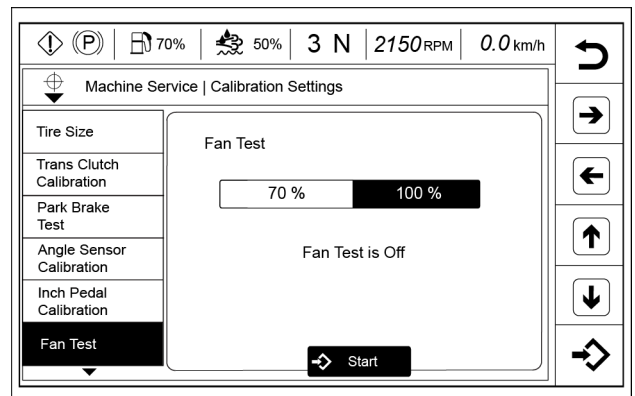 (P) 70% 50% 3 N 2150 RPM 0.0 km/h
Machine Service | Calibration Settings
Tire Size
Trans Clutch
Calibration
Park Brake
Test
Angle Sensor
Calibration
Inch Pedal
Calibration
Fan Test
Fan Test
70 % 100 %
Fan Test is Off
Start